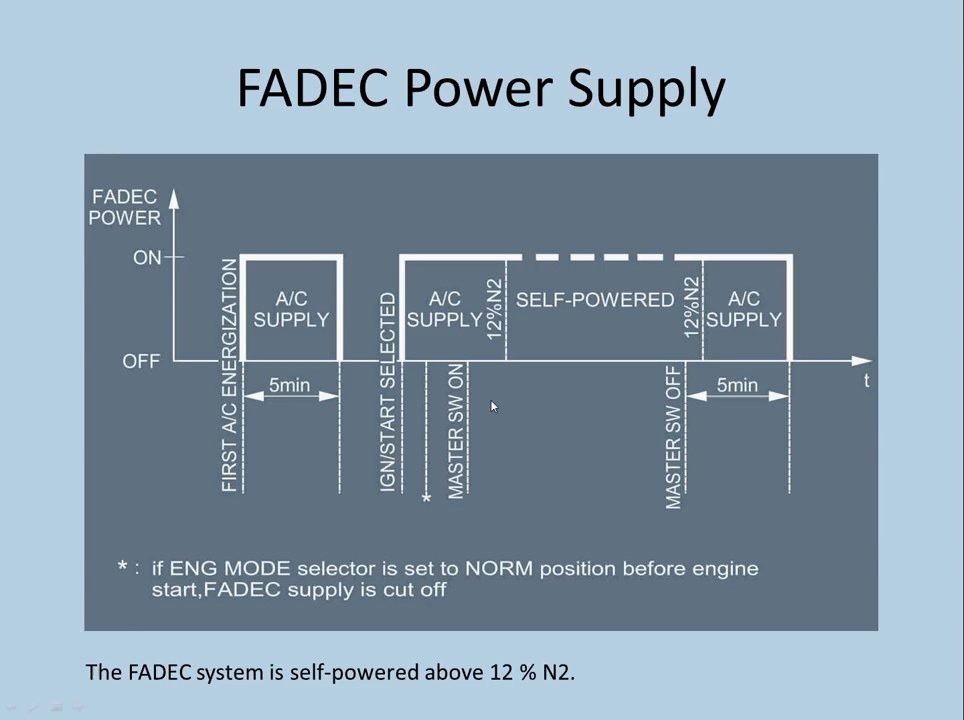 FADEC Power Supply
FADEC
POWER
ON
OFF
FIRST A/C ENERGIZATION
A/C
SUPPLY
5min
IGN/START SELECTED
A/C
SUPPLY
12%N2
*
MASTER SW ON
SELF-POWERED
12%N2
MASTER SW OFF
A/C
SUPPLY
5min
t
* : if ENG MODE selector is set to NORM position before engine
start,FADEC supply is cut off
The FADEC system is self-powered above 12 % N2.